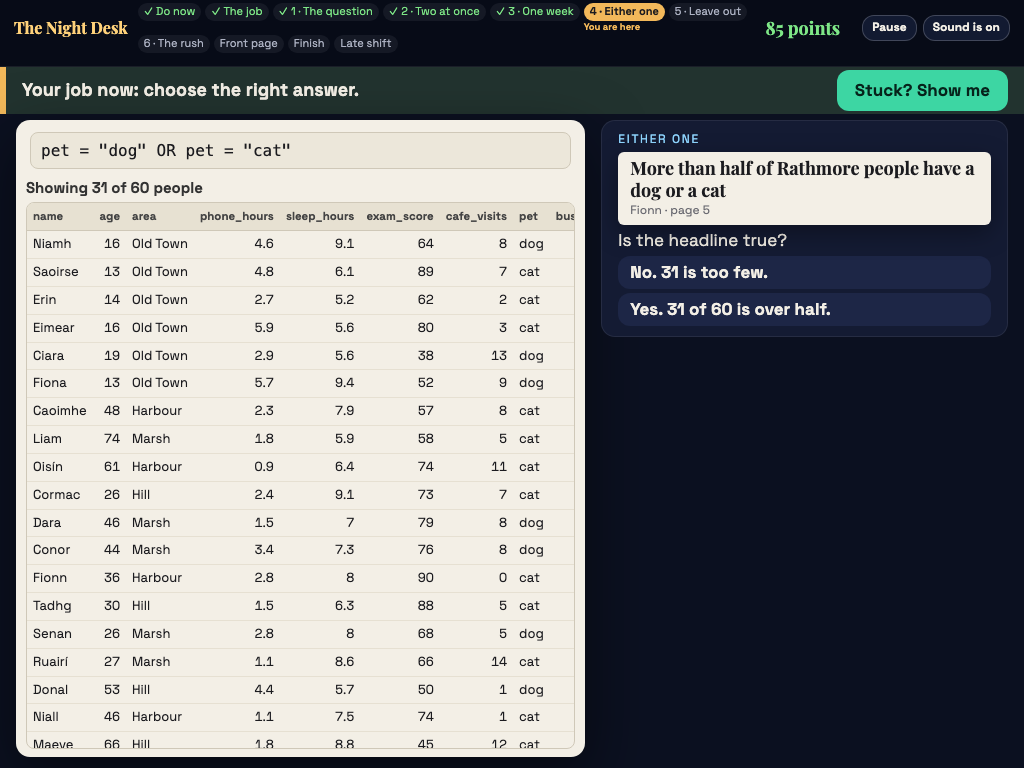 The Night Desk
✓ Do now
✓ The job
✓ 1 · The question
✓ 2 · Two at once
✓ 3 · One week
4 · Either one
You are here
5 · Leave out
6 · The rush
Front page
Finish
Late shift
85 points
Pause
Sound is on
Your job now: choose the right answer.
Stuck? Show me
pet = "dog" OR pet = "cat"
Showing 31 of 60 people
name age area phone_hours sleep_hours exam_score cafe_visits pet bus
Niamh 16 Old Town 4.6 9.1 64 8 dog
Saoirse 13 Old Town 4.8 6.1 89 7 cat
Erin 14 Old Town 2.7 5.2 62 2 cat
Eimear 16 Old Town 5.9 5.6 80 3 cat
Ciara 19 Old Town 2.9 5.6 38 13 dog
Fiona 13 Old Town 5.7 9.4 52 9 dog
Caoimhe 48 Harbour 2.3 7.9 57 8 cat
Liam 74 Marsh 1.8 5.9 58 5 cat
Oisín 61 Harbour 0.9 6.4 74 11 cat
Cormac 26 Hill 2.4 9.1 73 7 cat
Dara 46 Marsh 1.5 7 79 8 dog
Conor 44 Marsh 3.4 7.3 76 8 dog
Fionn 36 Harbour 2.8 8 90 0 cat
Tadhg 30 Hill 1.5 6.3 88 5 cat
Senan 26 Marsh 2.8 8 68 5 dog
Ruairí 27 Marsh 1.1 8.6 66 14 cat
Donal 53 Hill 4.4 5.7 50 1 dog
Niall 46 Harbour 1.1 7.5 74 1 cat
Maeve 66 Hill 1.8 8.8 45 12 cat
EITHER ONE
More than half of Rathmore people have a
dog or a cat
Fionn · page 5
Is the headline true?
No. 31 is too few.
Yes. 31 of 60 is over half.